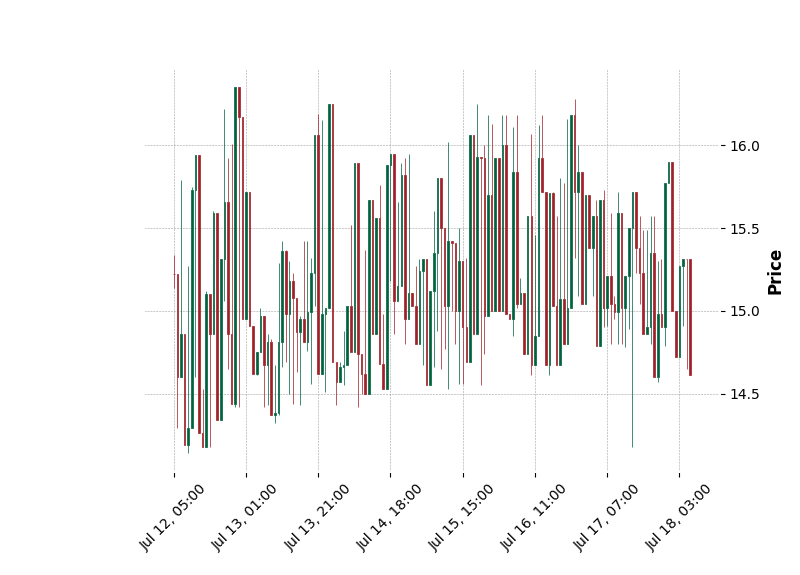 16.0
15.5
15.0
14.5
Price
Jul 12, 05:00
Jul 13, 01:00
Jul 13, 21:00
Jul 14, 18:00
Jul 15, 15:00
Jul 16, 11:00
Jul 17, 07:00
Jul 18, 03:00